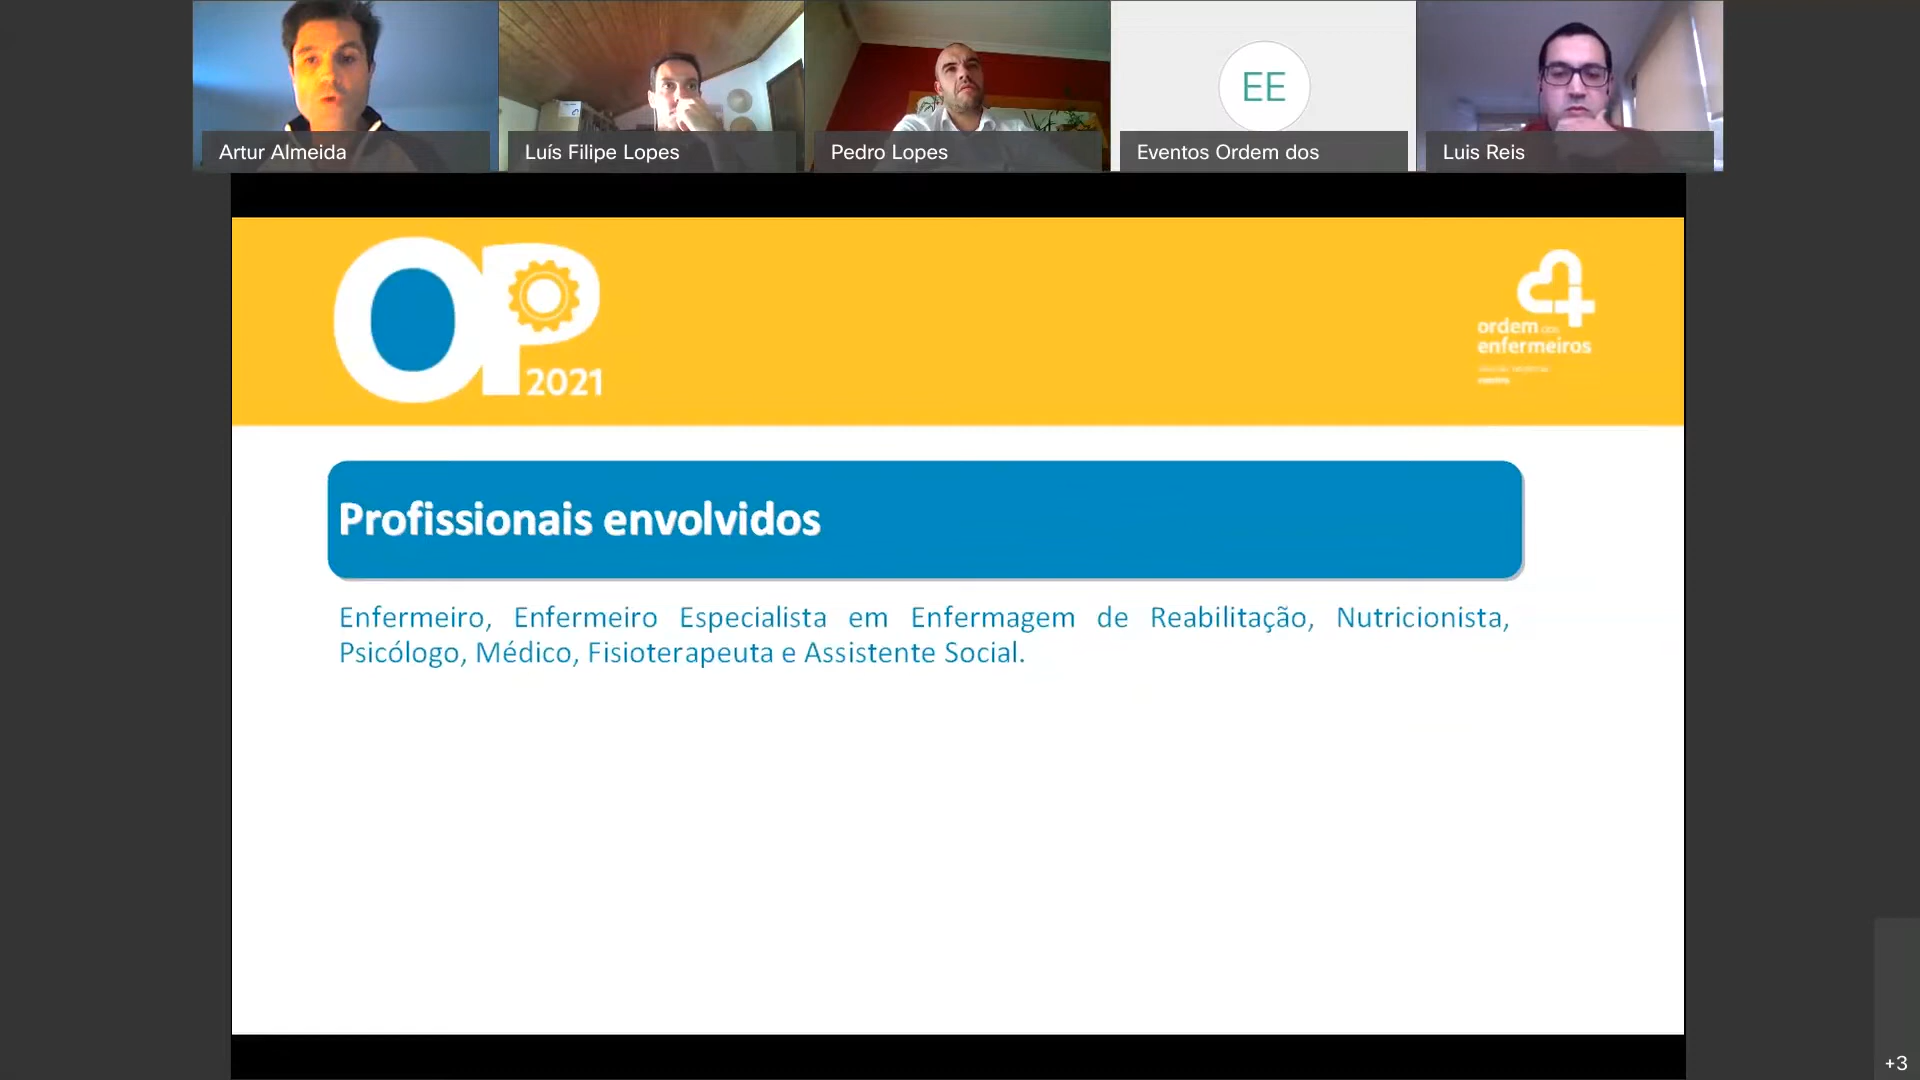 Artur Almeida
Luís Filipe Lopes
Pedro Lopes
EE
Eventos Ordem dos
Luis Reis
OP
2021
ordem dos
enfermeiros
Profissionais envolvidos
Enfermeiro, Enfermeiro Especialista em Enfermagem de Reabilitação, Nutricionista,
Psicólogo, Médico, Fisioterapeuta e Assistente Social.
+3